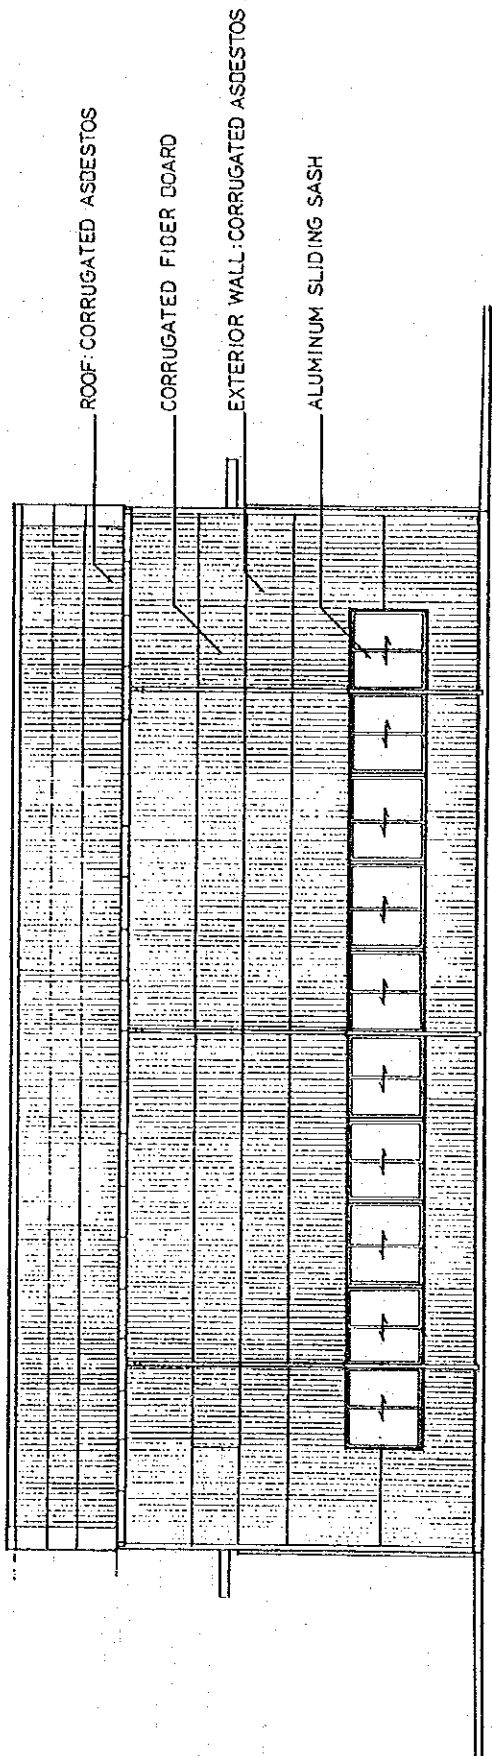 ROOF:CORRUGATED ASBESTOS
CORRUGATED FIBER BOARD
EXTERIOR WALL:CORRUGATED ASBESTOS
ALUMINUM SLIDING SASH